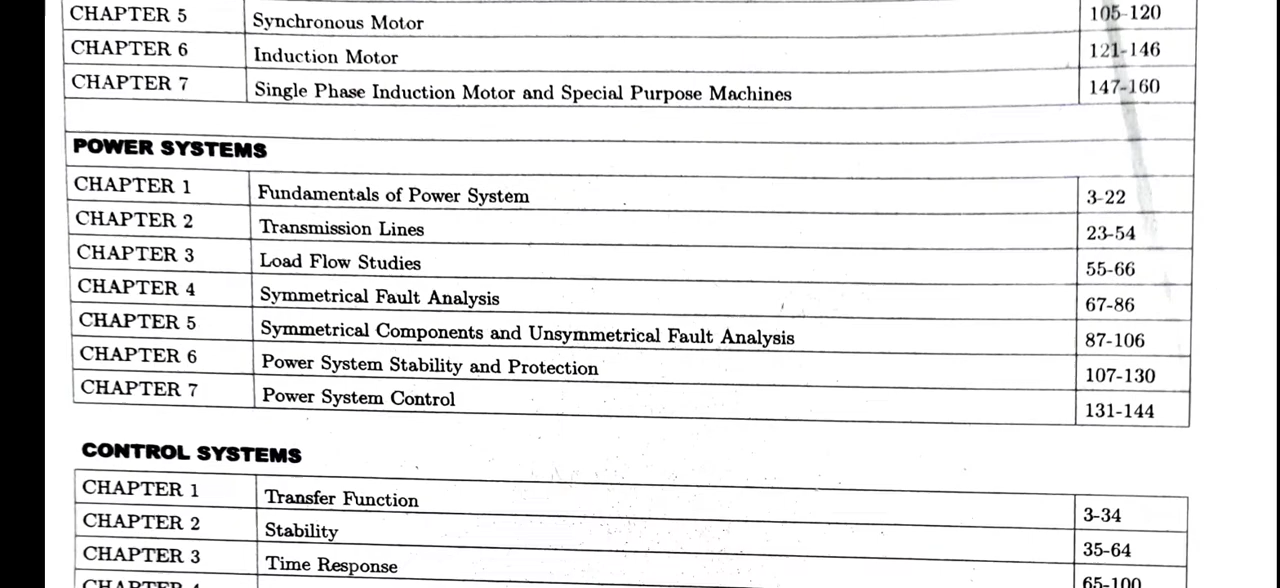 CHAPTER 5 Synchronous Motor 105-120
CHAPTER 6 Induction Motor 121-146
CHAPTER 7 Single Phase Induction Motor and Special Purpose Machines 147-160
POWER SYSTEMS
CHAPTER 1 Fundamentals of Power System 3-22
CHAPTER 2 Transmission Lines 23-54
CHAPTER 3 Load Flow Studies 55-66
CHAPTER 4 Symmetrical Fault Analysis 67-86
CHAPTER 5 Symmetrical Components and Unsymmetrical Fault Analysis 87-106
CHAPTER 6 Power System Stability and Protection 107-130
CHAPTER 7 Power System Control 131-144
CONTROL SYSTEMS
CHAPTER 1 Transfer Function 3-34
CHAPTER 2 Stability 35-64
CHAPTER 3 Time Response 65-100
CHAPTER 4